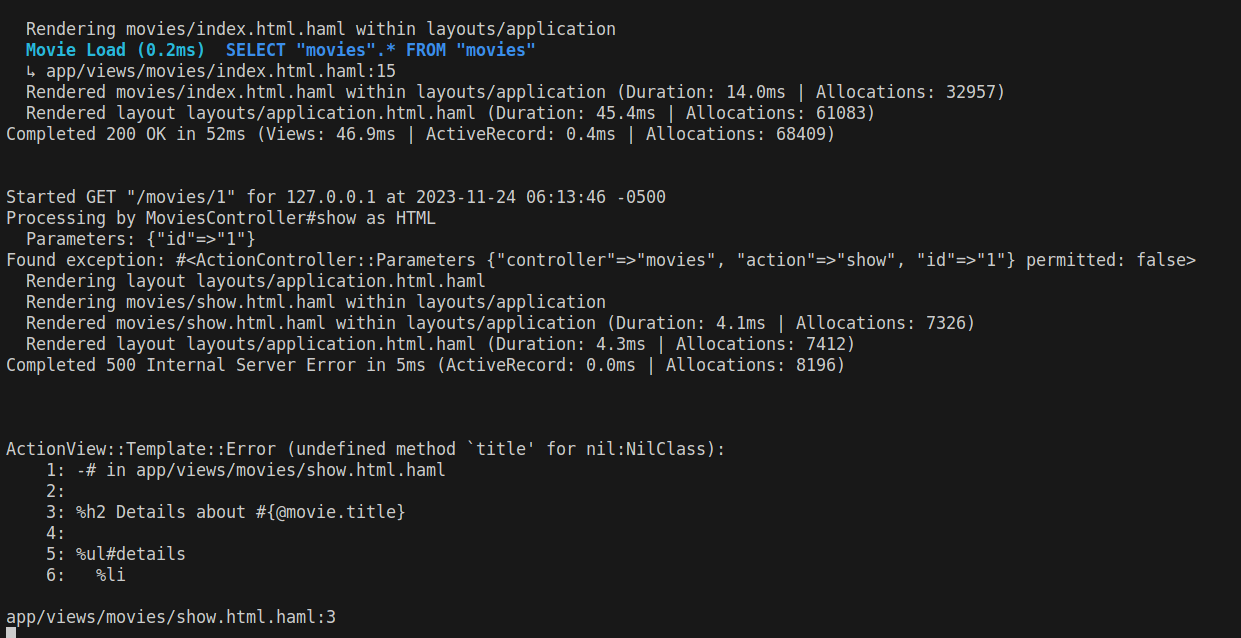 Rendering movies/index.html.haml within layouts/application
Movie Load (0.2ms)  SELECT "movies".* FROM "movies"
↳ app/views/movies/index.html.haml:15
Rendered movies/index.html.haml within layouts/application (Duration: 14.0ms | Allocations: 32957)
Rendered layout layouts/application.html.haml (Duration: 45.4ms | Allocations: 61083)
Completed 200 OK in 52ms (Views: 46.9ms | ActiveRecord: 0.4ms | Allocations: 68409)
Started GET "/movies/1" for 127.0.0.1 at 2023-11-24 06:13:46 -0500
Processing by MoviesController#show as HTML
Parameters: {"id"=>"1"}
Found exception: #<ActionController::Parameters {"controller"=>"movies", "action"=>"show", "id"=>"1"} permitted: false>
Rendering layout layouts/application.html.haml
Rendering movies/show.html.haml within layouts/application
Rendered movies/show.html.haml within layouts/application (Duration: 4.1ms | Allocations: 7326)
Rendered layout layouts/application.html.haml (Duration: 4.3ms | Allocations: 7412)
Completed 500 Internal Server Error in 5ms (ActiveRecord: 0.0ms | Allocations: 8196)
ActionView::Template::Error (undefined method `title' for nil:NilClass):
1: -# in app/views/movies/show.html.haml
2:
3: %h2 Details about #{@movie.title}
4:
5: %ul#details
6:   %li
app/views/movies/show.html.haml:3